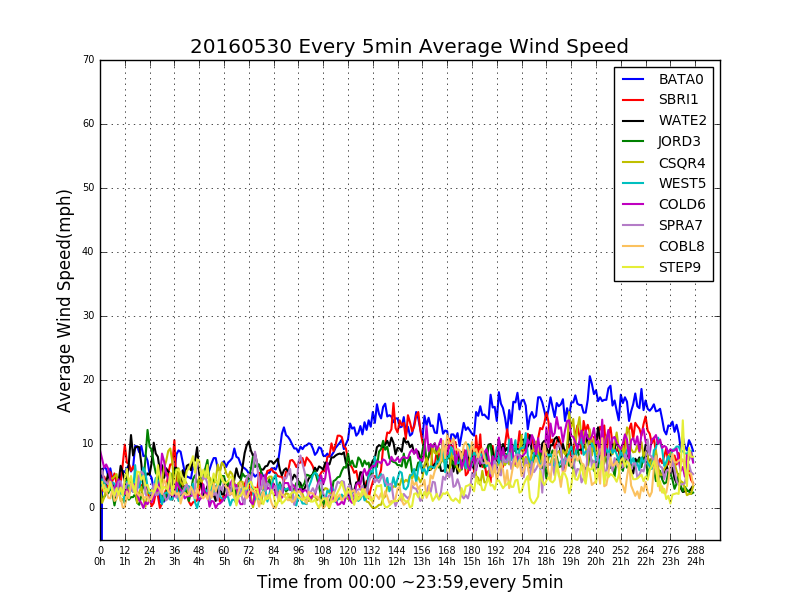 20160530 Every 5min Average Wind Speed
70
60
50
40
30
20
10
0
Average Wind Speed(mph)
BATA0
SBRI1
WATE2
JORD3
CSQR4
WEST5
COLD6
SPRA7
COBL8
STEP9
0 12 24 36 48 60 72 84 96 108 120 132 144 156 168 180 192 204 216 228 240 252 264 276 288
0h 1h 2h 3h 4h 5h 6h 7h 8h 9h 10h 11h 12h 13h 14h 15h 16h 17h 18h 19h 20h 21h 22h 23h 24h
Time from 00:00 ~23:59,every 5min